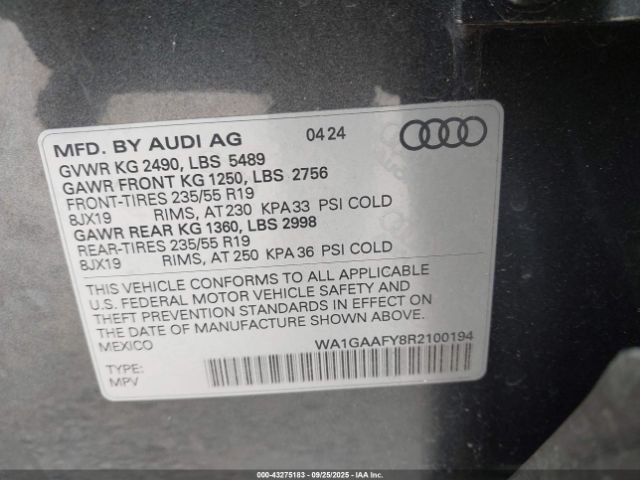 MFD. BY AUDI AG 04 24
GVWR KG 2490, LBS 5489
GAWR FRONT KG 1250, LBS 2756
FRONT-TIRES 235/55 R19
8JX19 RIMS, AT 230 KPA 33 PSI COLD
GAWR REAR KG 1360, LBS 2998
REAR-TIRES 235/55 R19
8JX19 RIMS, AT 250 KPA 36 PSI COLD
THIS VEHICLE CONFORMS TO ALL APPLICABLE
U.S. FEDERAL MOTOR VEHICLE SAFETY AND
THEFT PREVENTION STANDARDS IN EFFECT ON
THE DATE OF MANUFACTURE SHOWN ABOVE.
MEXICO WA1GAAFY8R2100194
TYPE:
MPV
000-43275183 - 09/25/2025 - IAA, Inc.